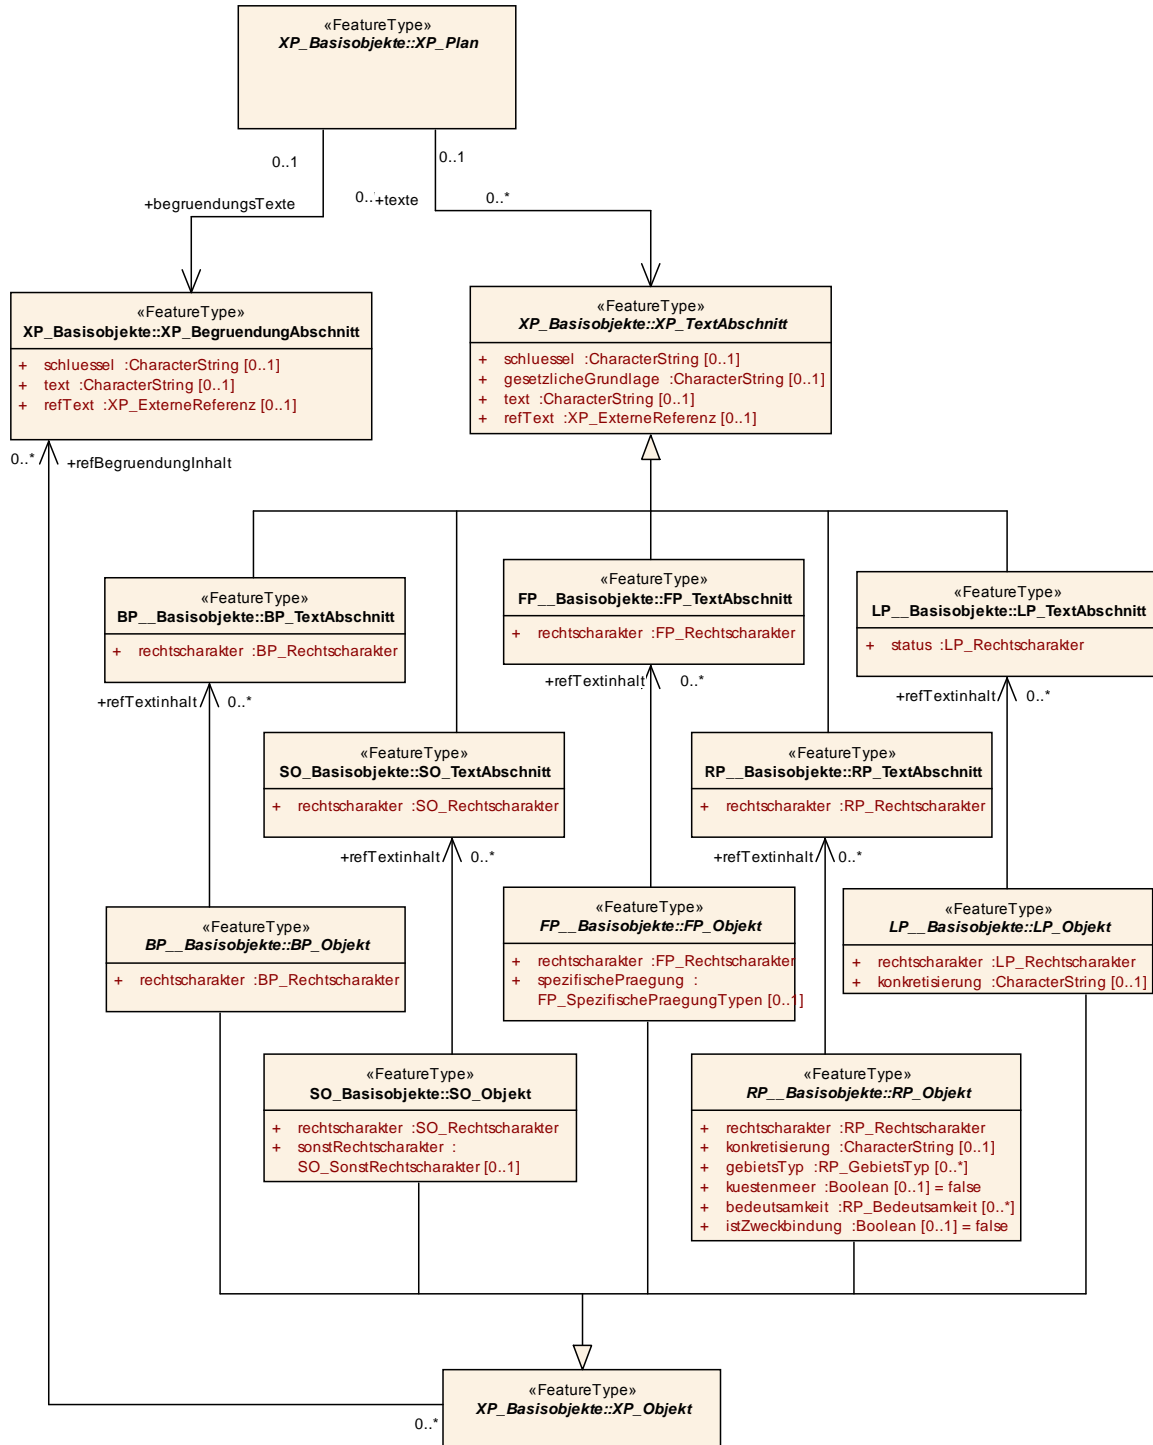 «FeatureType»
XP_Basisobjekte::XP_Plan
0..1
0..1
+begruendungsTexte
0..
+texte
0..*
«FeatureType»
XP_Basisobjekte::XP_BegruendungAbschnitt
+ schluessel :CharacterString [0..1]
+ text :CharacterString [0..1]
+ refText :XP_ExterneReferenz [0..1]
«FeatureType»
XP_Basisobjekte::XP_TextAbschnitt
+ schluessel :CharacterString [0..1]
+ gesetzlicheGrundlage :CharacterString [0..1]
+ text :CharacterString [0..1]
+ refText :XP_ExterneReferenz [0..1]
0..*
+refBegruendungInhalt
«FeatureType»
BP__Basisobjekte::BP_TextAbschnitt
+ rechtscharakter :BP_Rechtscharakter
«FeatureType»
FP__Basisobjekte::FP_TextAbschnitt
+ rechtscharakter :FP_Rechtscharakter
«FeatureType»
LP__Basisobjekte::LP_TextAbschnitt
+ status :LP_Rechtscharakter
+refTextinhalt
0..*
+refTextinhalt
0..*
+refTextinhalt
0..*
«FeatureType»
SO_Basisobjekte::SO_TextAbschnitt
+ rechtscharakter :SO_Rechtscharakter
«FeatureType»
RP__Basisobjekte::RP_TextAbschnitt
+ rechtscharakter :RP_Rechtscharakter
+refTextinhalt
0..*
+refTextinhalt
0..*
«FeatureType»
BP__Basisobjekte::BP_Objekt
+ rechtscharakter :BP_Rechtscharakter
«FeatureType»
FP__Basisobjekte::FP_Objekt
+ rechtscharakter :FP_Rechtscharakter
+ spezifischePraegung :
FP_SpezifischePraegungTypen [0..1]
«FeatureType»
LP__Basisobjekte::LP_Objekt
+ rechtscharakter :LP_Rechtscharakter
+ konkretisierung :CharacterString [0..1]
«FeatureType»
SO_Basisobjekte::SO_Objekt
+ rechtscharakter :SO_Rechtscharakter
+ sonstRechtscharakter :
SO_SonstRechtscharakter [0..1]
«FeatureType»
RP__Basisobjekte::RP_Objekt
+ rechtscharakter :RP_Rechtscharakter
+ konkretisierung :CharacterString [0..1]
+ gebietsTyp :RP_GebietsTyp [0..*]
+ kuestenmeer :Boolean [0..1] = false
+ bedeutsamkeit :RP_Bedeutsamkeit [0..*]
+ istZweckbindung :Boolean [0..1] = false
«FeatureType»
XP_Basisobjekte::XP_Objekt
0..*